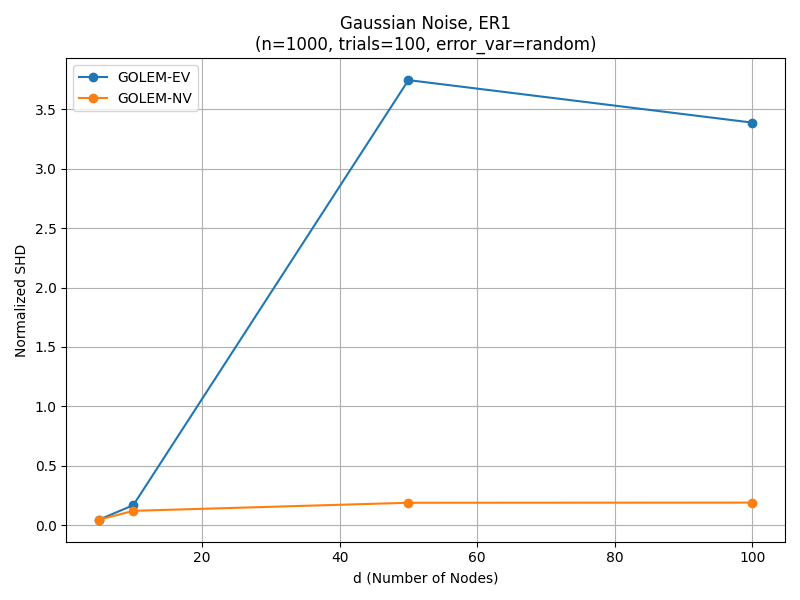 Gaussian Noise, ER1
(n=1000, trials=100, error_var=random)
GOLEM-EV
GOLEM-NV
Normalized SHD
3.5
3.0
2.5
2.0
1.5
1.0
0.5
0.0
20
40
60
80
100
d (Number of Nodes)